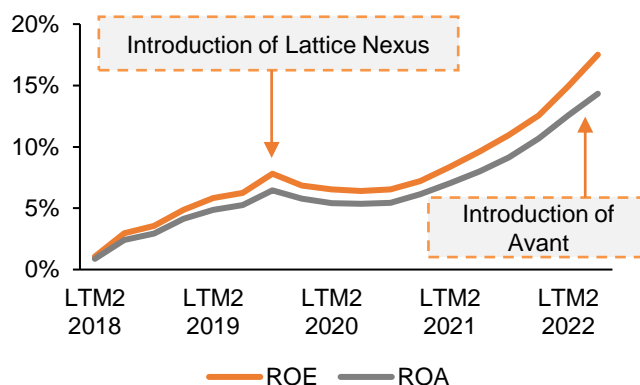 20%
Introduction of Lattice Nexus
15%
10%
5%
Introduction of
Avant
0%
LTM2 LTM2 LTM2 LTM2 LTM2
2018 2019 2020 2021 2022
ROE ROA